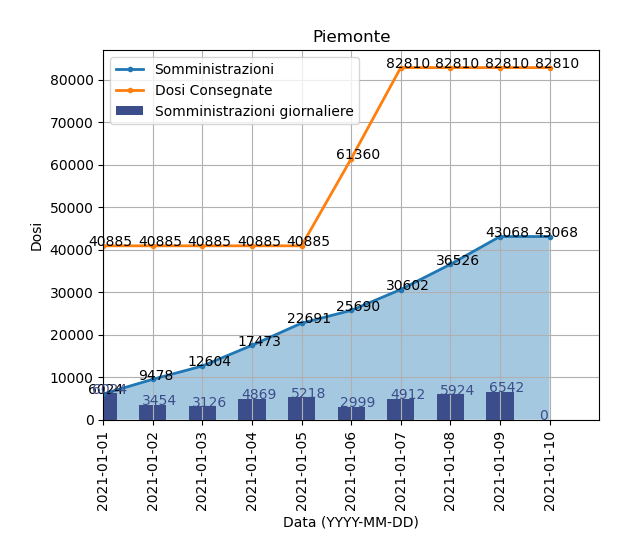 Piemonte
Somministrazioni
Dosi Consegnate
Somministrazioni giornaliere
Dosi
80000
70000
60000
50000
40000
30000
20000
10000
0
40885 40885 40885 40885 40885 61360 82810 82810 82810 82810
6024 9478 12604 17473 22691 25690 30602 36526 43068 43068
6024 3454 3126 4869 5218 2999 4912 5924 6542 0
2021-01-01
2021-01-02
2021-01-03
2021-01-04
2021-01-05
2021-01-06
2021-01-07
2021-01-08
2021-01-09
2021-01-10
Data (YYYY-MM-DD)